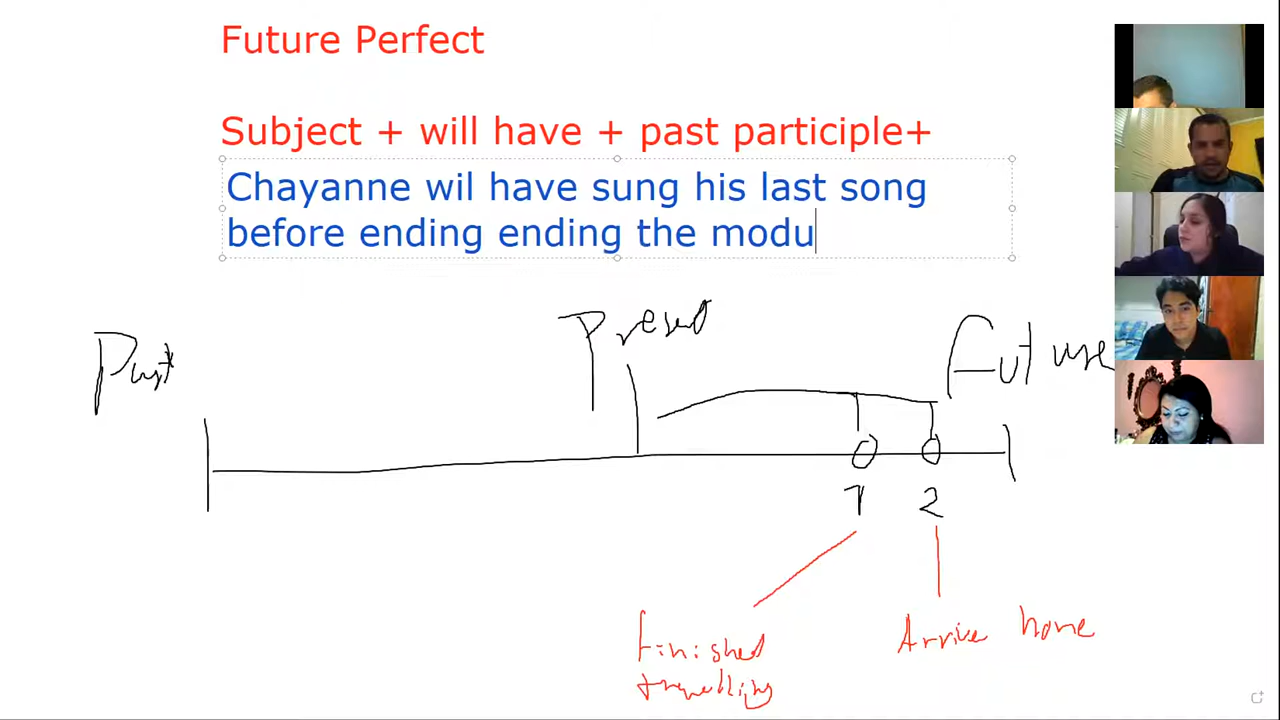 Future Perfect
Subject + will have + past participle+
Chayanne wil have sung his last song
before ending ending the modu
Past
Present
Future
1
2
finished
travelling
Arrive home